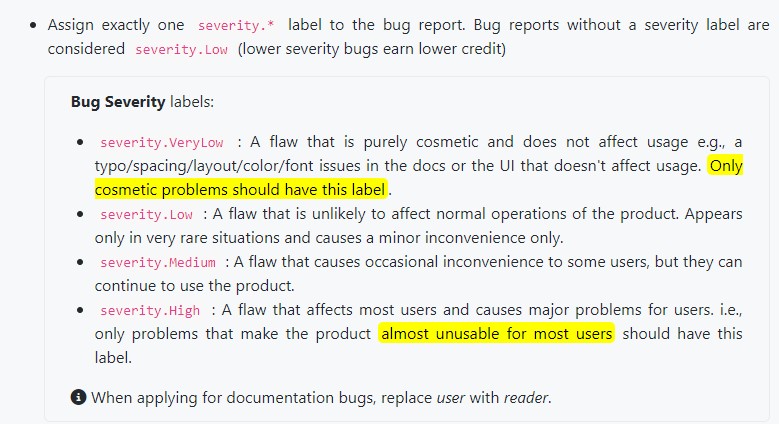 Assign exactly one severity.* label to the bug report. Bug reports without a severity label are
considered severity.Low (lower severity bugs earn lower credit)
Bug Severity labels:
severity.VeryLow : A flaw that is purely cosmetic and does not affect usage e.g., a
typo/spacing/layout/color/font issues in the docs or the UI that doesn't affect usage. Only
cosmetic problems should have this label.
severity.Low : A flaw that is unlikely to affect normal operations of the product. Appears
only in very rare situations and causes a minor inconvenience only.
severity.Medium : A flaw that causes occasional inconvenience to some users, but they can
continue to use the product.
severity.High : A flaw that affects most users and causes major problems for users. i.e.,
only problems that make the product almost unusable for most users should have this
label.
When applying for documentation bugs, replace user with reader.